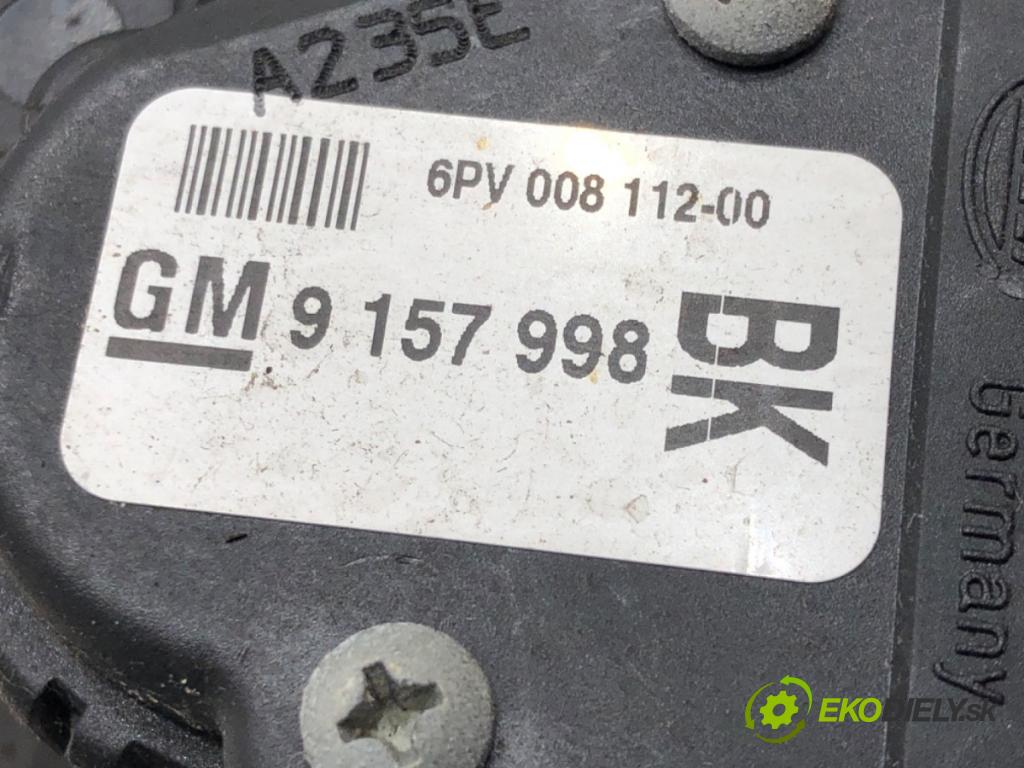 A235E
6PV 008 112-00
GM 9 157 998
BK
Germany
EKODIELY.sk